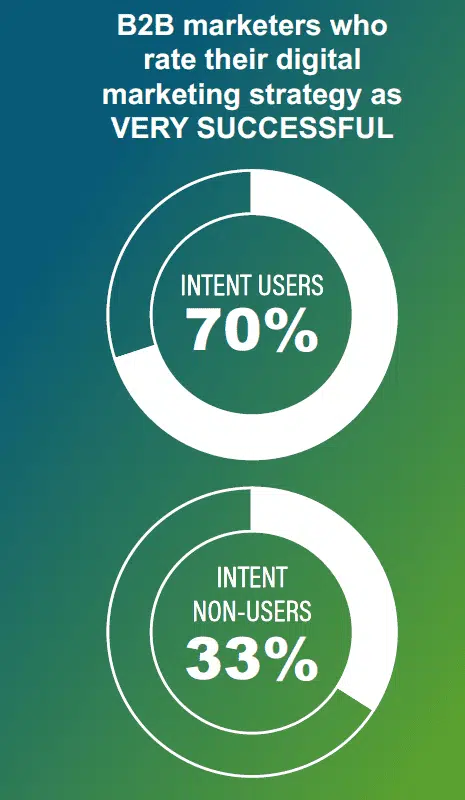 B2B marketers who
rate their digital
marketing strategy as
VERY SUCCESSFUL
INTENT USERS
70%
INTENT
NON-USERS
33%